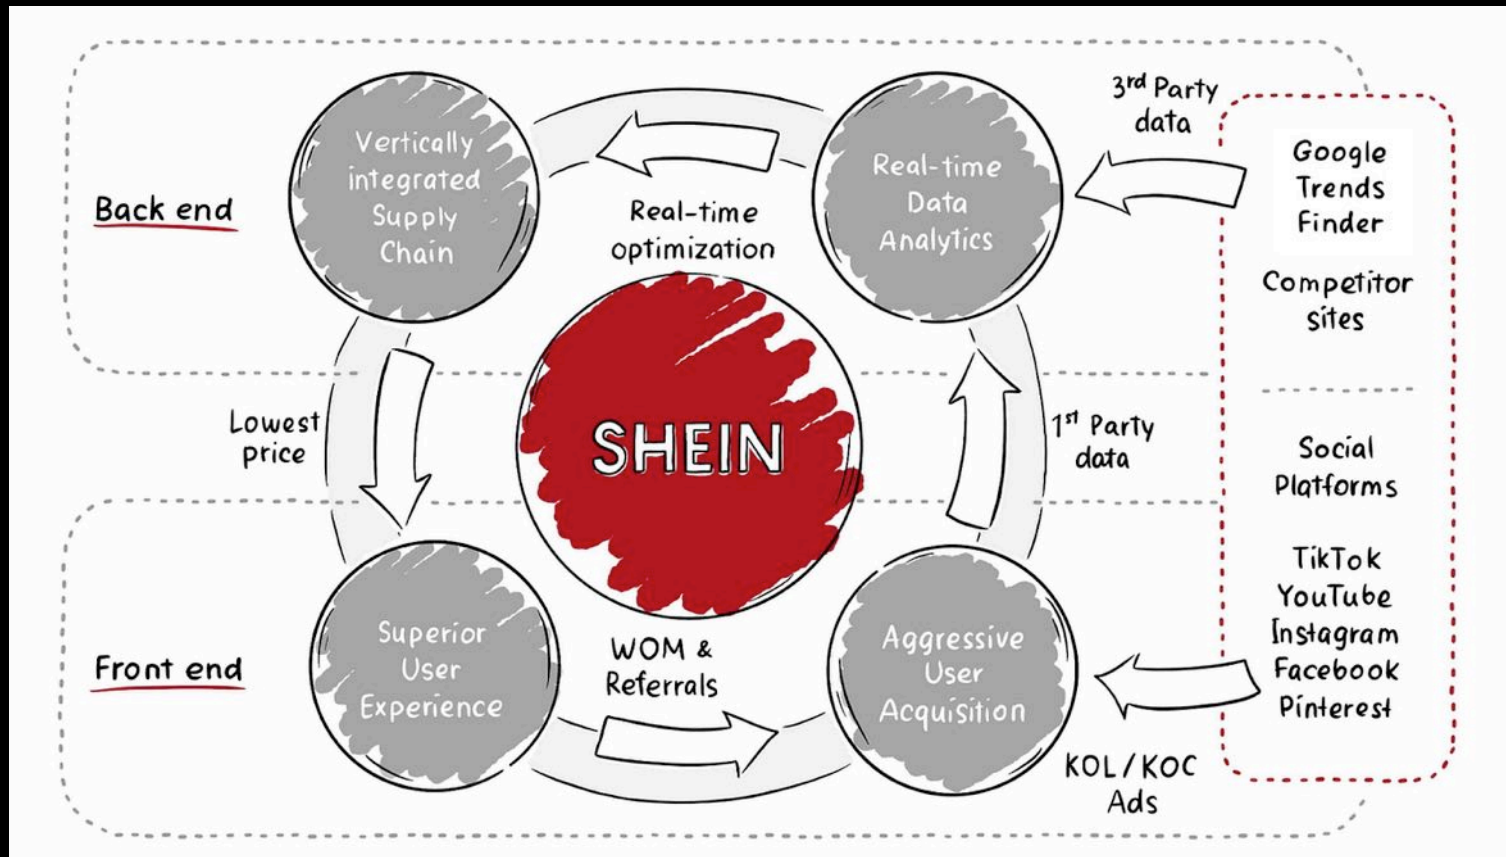 Back end
Vertically
integrated
Supply
Chain
Real-time
optimization
Real-time
Data
Analytics
3rd Party
data
Google
Trends
Finder
Competitor
sites
Lowest
price
SHEIN
1st Party
data
Social
Platforms
TikTok
YouTube
Instagram
Facebook
Pinterest
Front end
Superior
User
Experience
WOM &
Referrals
Aggressive
User
Acquisition
KOL/KOC
Ads